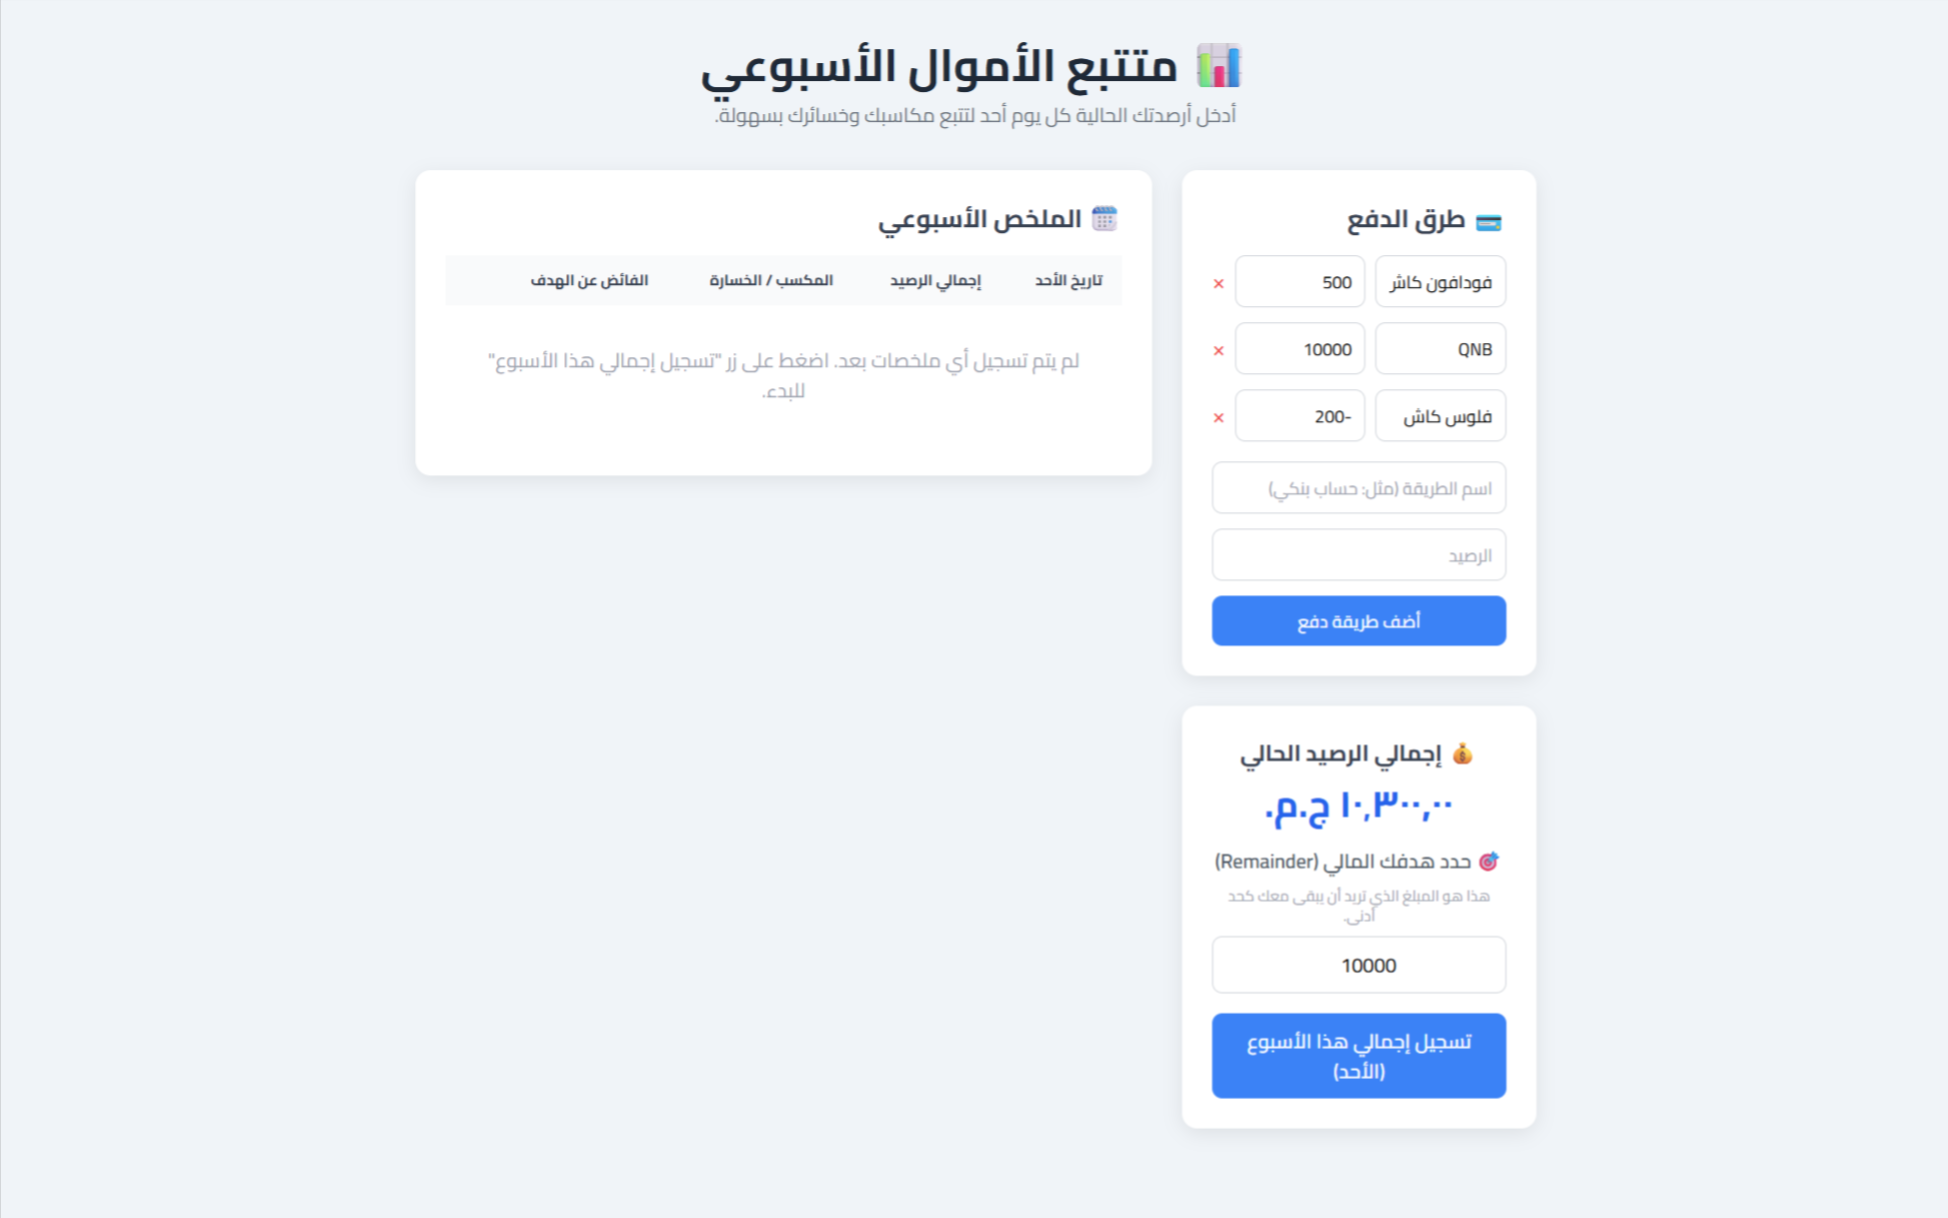 متتبع الأموال الأسبوعي
أدخل أرصدتك الحالية كل يوم أحد لتتبع مكاسبك وخسائرك بسهولة.
طرق الدفع
فودافون كاش 500 ×
QNB 10000 ×
فلوس كاش -200 ×
اسم الطريقة (مثل: حساب بنكي)
الرصيد
أضف طريقة دفع
إجمالي الرصيد الحالي
١٠,٣٠٠,٠٠ ج.م.
حدد هدفك المالي (Remainder)
هذا هو المبلغ الذي تريد أن يبقى معك كحد
أدنى.
10000
تسجيل إجمالي هذا الأسبوع
(الأحد)
الملخص الأسبوعي
تاريخ الأحد إجمالي الرصيد المكسب / الخسارة الفائض عن الهدف
لم يتم تسجيل أي ملخصات بعد. اضغط على زر "تسجيل إجمالي هذا الأسبوع"
للبدء.